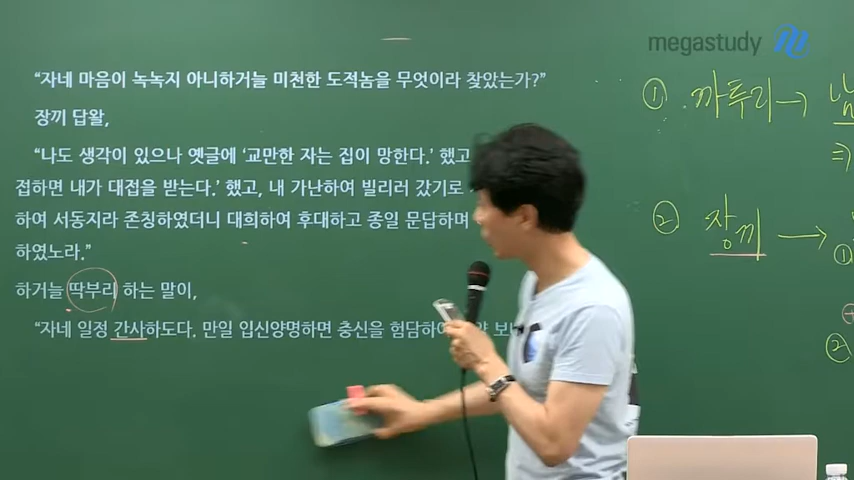 megastudy
“자네 마음이 녹녹지 아니하거늘 미천한 도적놈을 무엇이라 찾았는가?”
장끼 답왈,
“나도 생각이 있으나 옛글에 ‘교만한 자는 집이 망한다.’ 했고
접하면 내가 대접을 받는다.’ 했고, 내 가난하여 빌리러 갔기로
하여 서동지라 존칭하였더니 대희하여 후대하고 종일 문답하며
하였노라.”
하거늘 딱부리 하는 말이,
“자네 일정 간사하도다. 만일 입신양명하면 충신을 험담하여
① 까투리→
② 장끼 →
①
②